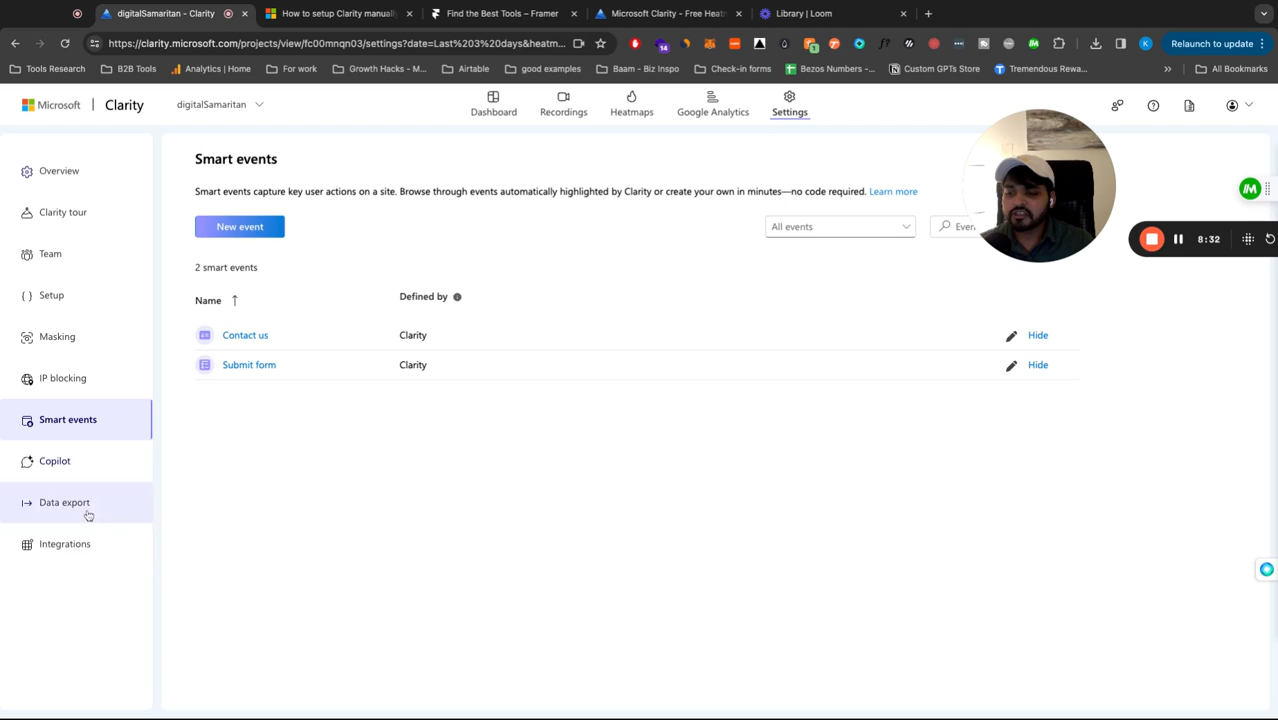 digitalSamaritan - Clarity
How to setup Clarity manually
Find the Best Tools – Framer
Microsoft Clarity - Free Heatm
Library | Loom
https://clarity.microsoft.com/projects/view/fc00mnqn03/settings?date=Last%203%20days&heatm...
14
1
K
Relaunch to update
Tools Research
B2B Tools
Analytics | Home
For work
Growth Hacks - M...
Airtable
good examples
Baam - Biz Inspo
Check-in forms
Bezos Numbers -...
Custom GPTs Store
Tremendous Rewa...
All Bookmarks
Microsoft | Clarity
digitalSamaritan
Dashboard
Recordings
Heatmaps
Google Analytics
Settings
Overview
Clarity tour
Team
Setup
Masking
IP blocking
Smart events
Copilot
Data export
Integrations
Smart events
Smart events capture key user actions on a site. Browse through events automatically highlighted by Clarity or create your own in minutes—no code required. Learn more
New event
All events
Even
2 smart events
Name
Defined by
Contact us
Clarity
Hide
Submit form
Clarity
Hide
8:32